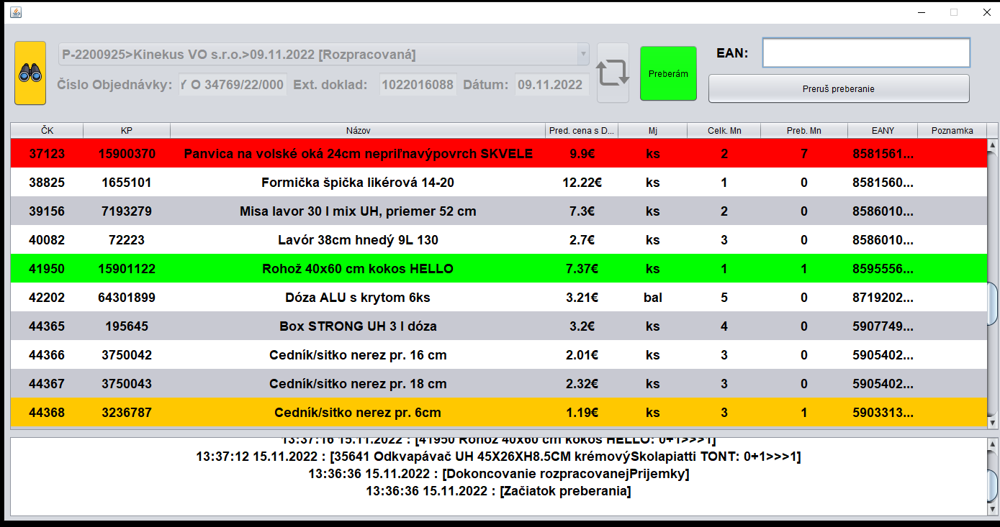 P-2200925>Kinekus VO s.r.o.>09.11.2022 [Rozpracovaná]
Preberám
EAN:
Číslo Objednávky: Y O 34769/22/000 Ext. doklad: 1022016088 Dátum: 09.11.2022
Preruš preberanie
ČK KP Názov Pred. cena s D... Mj Celk. Mn Preb. Mn EANY Poznamka
37123 15900370 Panvica na volské oká 24cm nepriľnavýpovrch SKVELE 9.9€ ks 2 7 8581561...
38825 1655101 Formička špička likérová 14-20 12.22€ ks 1 0 8581560...
39156 7193279 Misa lavor 30 l mix UH, priemer 52 cm 7.3€ ks 2 0 8586010...
40082 72223 Lavór 38cm hnedý 9L 130 2.7€ ks 3 0 8586010...
41950 15901122 Rohož 40x60 cm kokos HELLO 7.37€ ks 1 1 8595556...
42202 64301899 Dóza ALU s krytom 6ks 3.21€ bal 5 0 8719202...
44365 195645 Box STRONG UH 3 l dóza 3.2€ ks 4 0 5907749...
44366 3750042 Cedník/sitko nerez pr. 16 cm 2.01€ ks 3 0 5905402...
44367 3750043 Cedník/sitko nerez pr. 18 cm 2.32€ ks 3 0 5905402...
44368 3236787 Cedník/sitko nerez pr. 6cm 1.19€ ks 3 1 5903313...
13:37:16 15.11.2022 : [41950 Rohož 40x60 cm kokos HELLO: 0+1>>>1]
13:37:12 15.11.2022 : [35641 Odkvapávač UH 45X26XH8.5CM krémovýSkolapiatti TONT: 0+1>>>1]
13:36:36 15.11.2022 : [Dokoncovanie rozpracovanejPrijemky]
13:36:36 15.11.2022 : [Začiatok preberania]